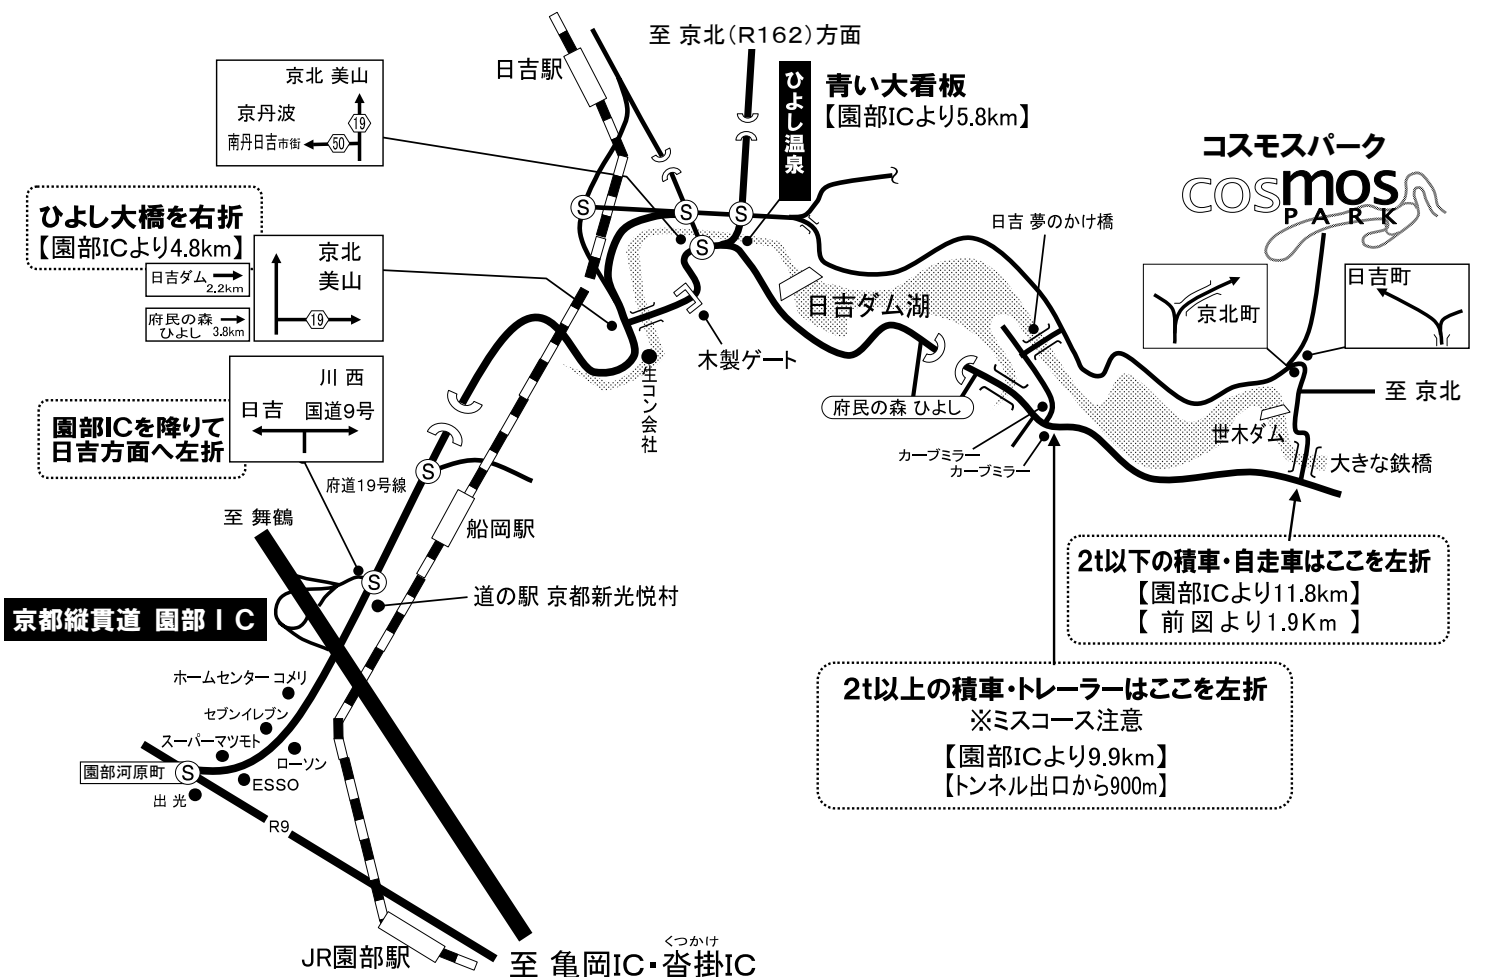 至 京北(R162)方面
日吉駅
ひよし温泉
青い大看板
【園部ICより5.8km】
京北 美山
京丹波
19
南丹日吉市街
50
コスモスパーク
COSMOS
PARK
ひよし大橋を右折
【園部ICより4.8km】
日吉ダム
2.2km
府民の森
ひよし 3.8km
京北
美山
19
S
S
S
S
日吉 夢のかけ橋
日吉ダム湖
京北町
日吉町
木製ゲート
生コン会社
府民の森 ひよし
至 京北
世木ダム
大きな鉄橋
カーブミラー
カーブミラー
園部ICを降りて
日吉方面へ左折
川 西
日吉 国道9号
府道19号線
S
船岡駅
至 舞鶴
S
道の駅 京都新光悦村
京都縦貫道 園部 I C
2t以下の積車・自走車はここを左折
【園部ICより11.8km】
【 前図より1.9Km 】
2t以上の積車・トレーラーはここを左折
※ミスコース注意
【園部ICより9.9km】
【トンネル出口から900m】
ホームセンター コメリ
セブンイレブン
スーパーマツモト
ローソン
園部河原町
S
ESSO
出 光
R9
JR園部駅
くつかけ
至 亀岡IC・沓掛IC